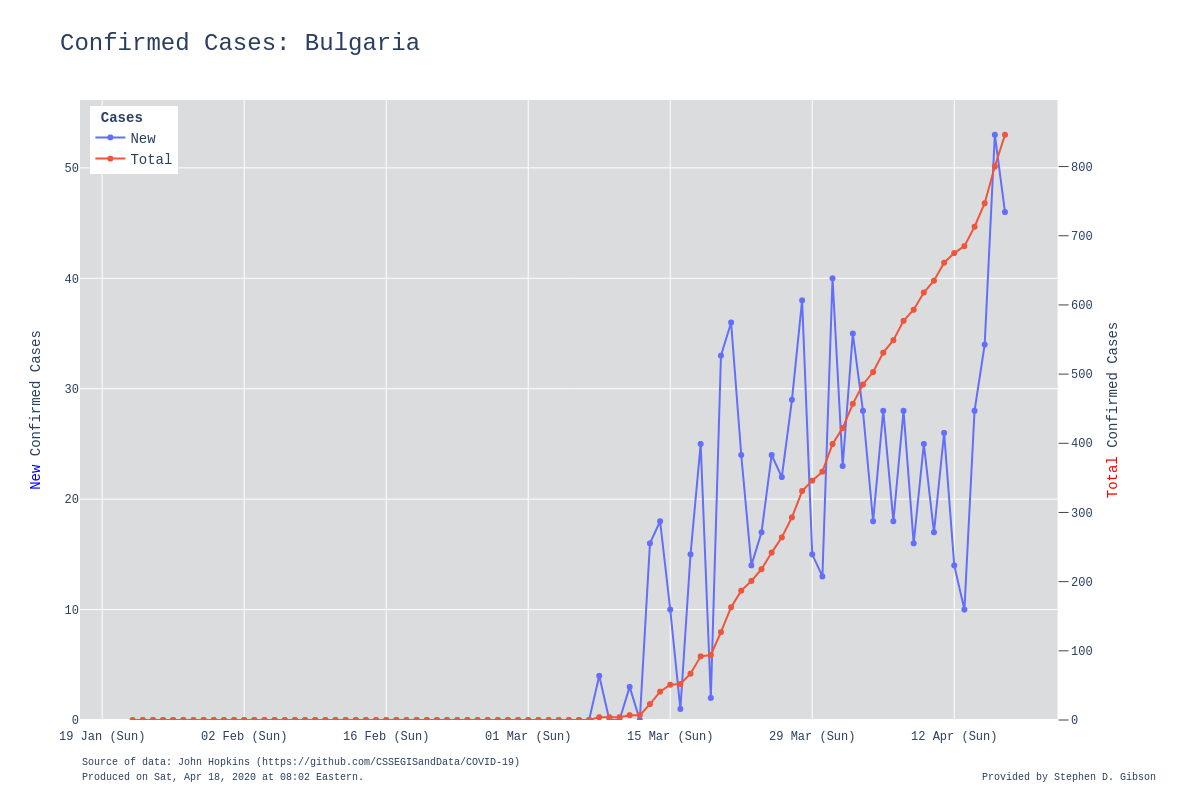 Confirmed Cases: Bulgaria
Cases
New
Total
50
40
30
20
10
0
800
700
600
500
400
300
200
100
0
New Confirmed Cases
Total Confirmed Cases
19 Jan (Sun)
02 Feb (Sun)
16 Feb (Sun)
01 Mar (Sun)
15 Mar (Sun)
29 Mar (Sun)
12 Apr (Sun)
Source of data: John Hopkins (https://github.com/CSSEGISandData/COVID-19)
Produced on Sat, Apr 18, 2020 at 08:02 Eastern.
Provided by Stephen D. Gibson